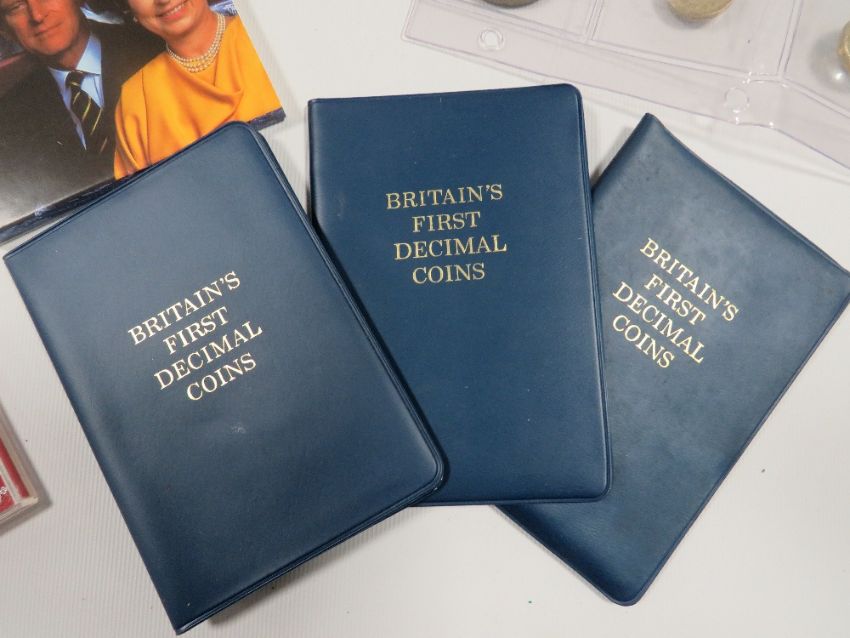 BRITAIN'S
FIRST
DECIMAL
COINS
BRITAIN'S
FIRST
DECIMAL
COINS
BRITAIN'S
FIRST
DECIMAL
COINS